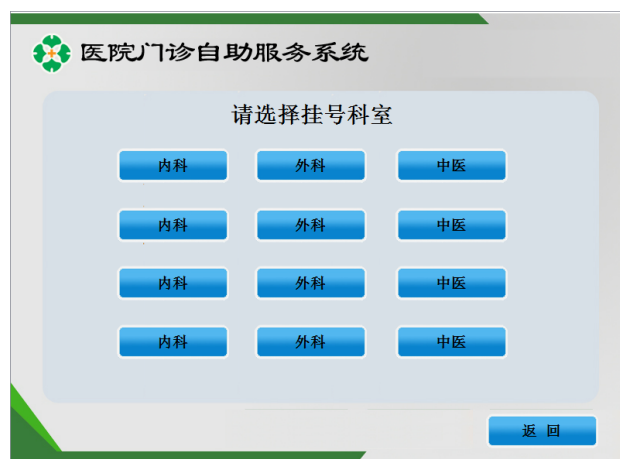 医院门诊自助服务系统
请选择挂号科室
内科 外科 中医
内科 外科 中医
内科 外科 中医
内科 外科 中医
返 回